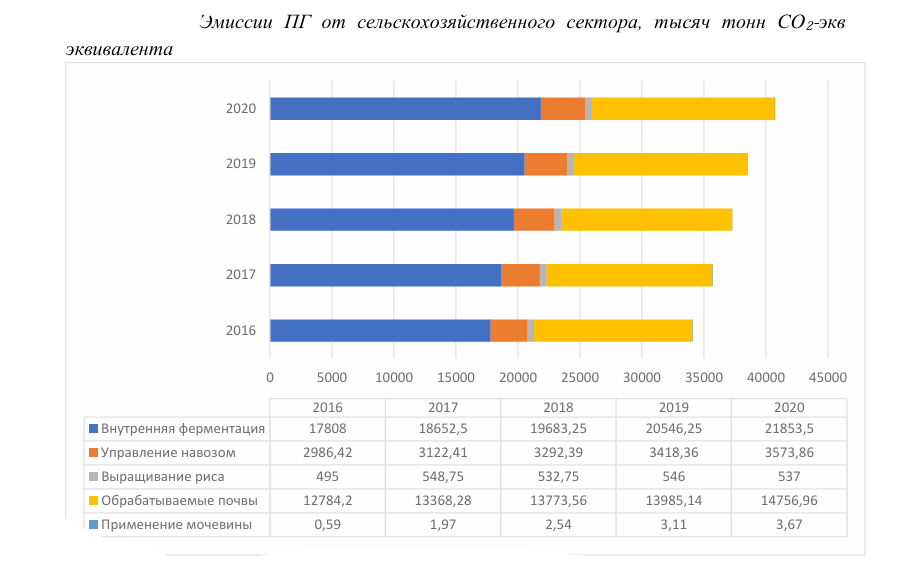 Эмиссии ПГ от сельскохозяйственного сектора, тысяч тонн СО₂-экв
эквивалента
2020
2019
2018
2017
2016
0 5000 10000 15000 20000 25000 30000 35000 40000 45000
2016 2017 2018 2019 2020
Внутренняя ферментация 17808 18652,5 19683,25 20546,25 21853,5
Управление навозом 2986,42 3122,41 3292,39 3418,36 3573,86
Выращивание риса 495 548,75 532,75 546 537
Обрабатываемые почвы 12784,2 13368,28 13773,56 13985,14 14756,96
Применение мочевины 0,59 1,97 2,54 3,11 3,67